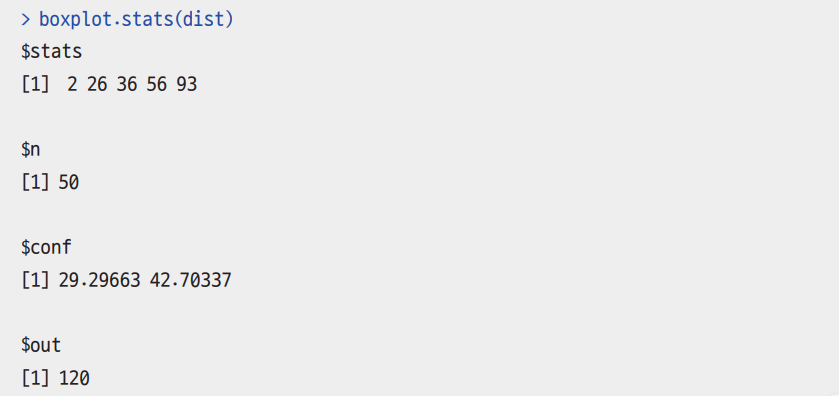 > boxplot.stats(dist)
$stats
[1]  2 26 36 56 93
$n
[1] 50
$conf
[1] 29.29663 42.70337
$out
[1] 120